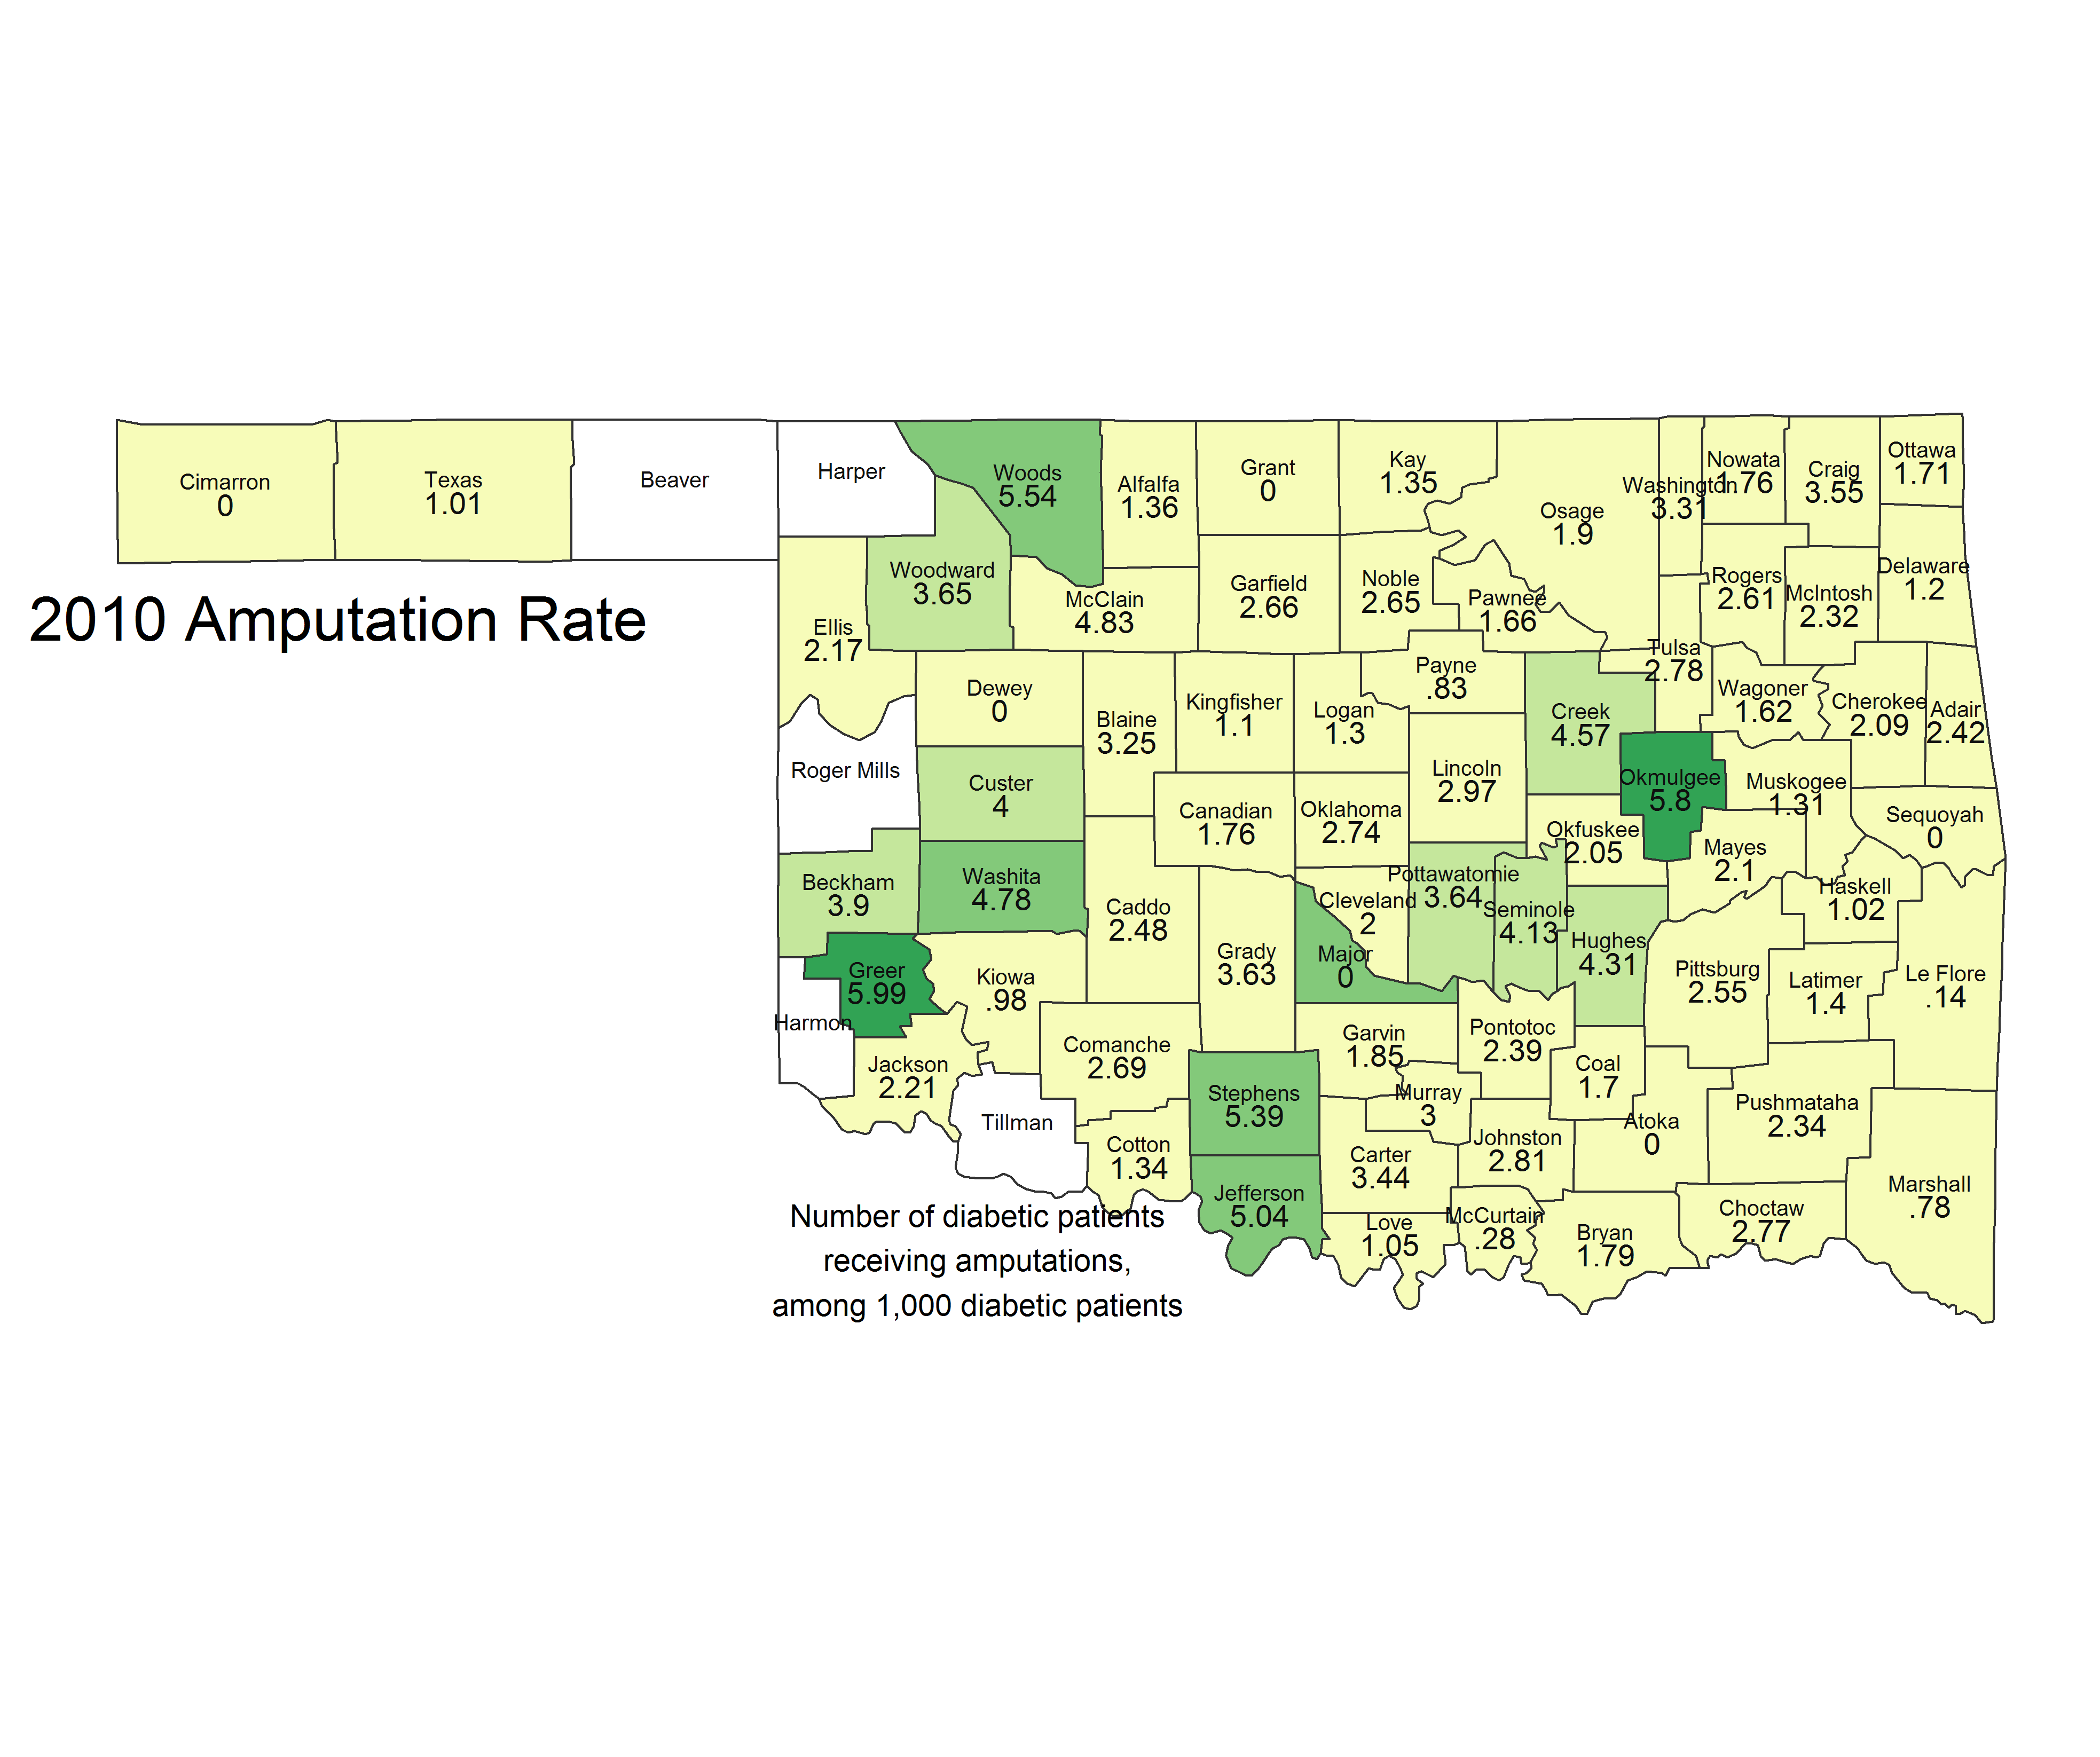 Cimarron
0
Texas
1.01
Beaver
Harper
Woods
5.54
Alfalfa
1.36
Grant
0
Kay
1.35
Osage
1.9
Washington
3.31
Nowata
1.76
Craig
3.55
Ottawa
1.71
2010 Amputation Rate
Ellis
2.17
Woodward
3.65
McClain
4.83
Garfield
2.66
Noble
2.65
Pawnee
1.66
Rogers
2.61
McIntosh
2.32
Delaware
1.2
Dewey
0
Blaine
3.25
Kingfisher
1.1
Logan
1.3
Payne
.83
Creek
4.57
Tulsa
2.78
Wagoner
1.62
Cherokee
2.09
Adair
2.42
Roger Mills
Custer
4
Canadian
1.76
Oklahoma
2.74
Lincoln
2.97
Okfuskee
2.05
Okmulgee
5.8
Muskogee
1.31
Mayes
2.1
Sequoyah
0
Beckham
3.9
Washita
4.78
Caddo
2.48
Grady
3.63
Cleveland
2
Major
0
Pottawatomie
3.64
Seminole
4.13
Hughes
4.31
Haskell
1.02
Pittsburg
2.55
Latimer
1.4
Le Flore
.14
Harmon
Greer
5.99
Kiowa
.98
Comanche
2.69
Garvin
1.85
Pontotoc
2.39
Coal
1.7
Jackson
2.21
Tillman
Cotton
1.34
Stephens
5.39
Murray
3
Carter
3.44
Johnston
2.81
Atoka
0
Pushmataha
2.34
Marshall
.78
Jefferson
5.04
Love
1.05
McCurtain
.28
Bryan
1.79
Choctaw
2.77
Number of diabetic patients
receiving amputations,
among 1,000 diabetic patients